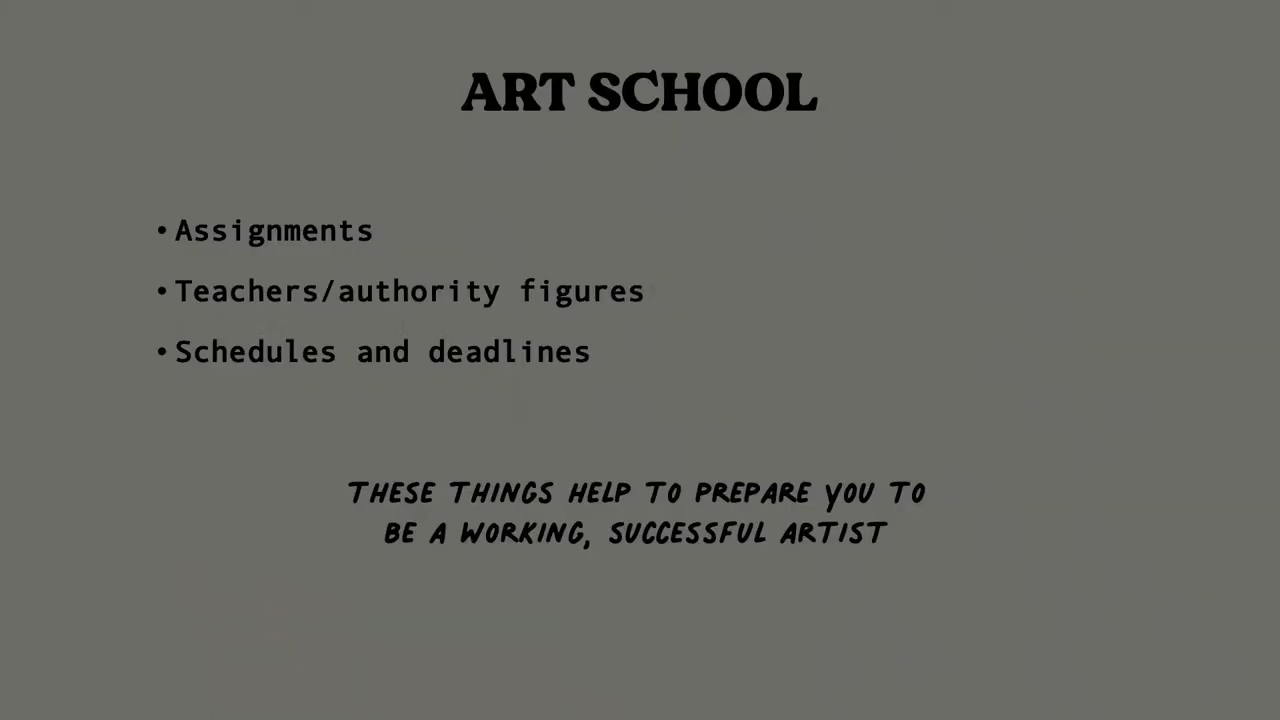 ART SCHOOL
• Assignments
• Teachers/authority figures
• Schedules and deadlines
THESE THINGS HELP TO PREPARE YOU TO
BE A WORKING, SUCCESSFUL ARTIST